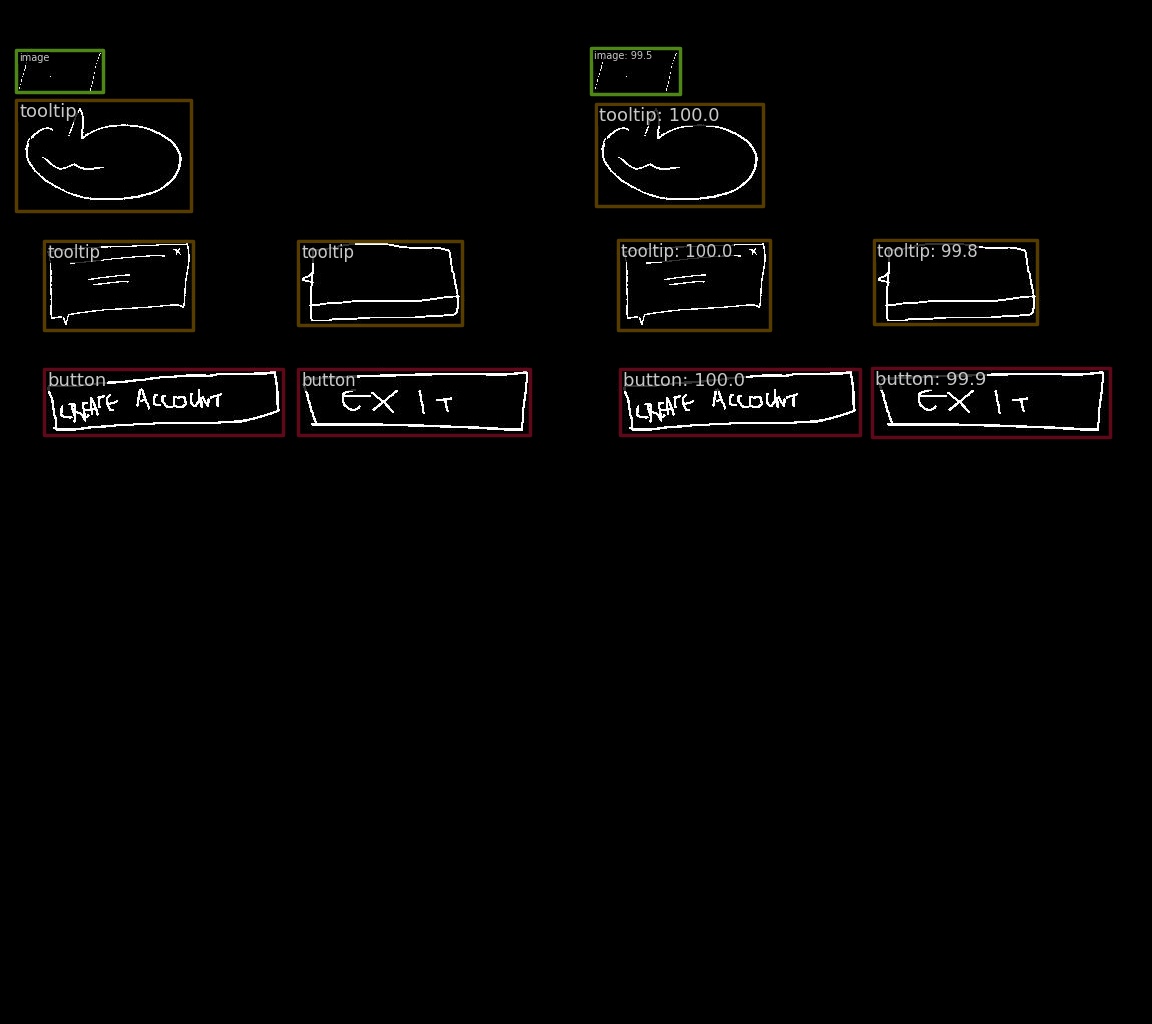 image image: 99.5
tooltip tooltip: 100.0
tooltip tooltip tooltip: 100.0 tooltip: 99.8
x x
button button button: 100.0 button: 99.9
CREATE ACCOUNT EXIT CREATE ACCOUNT EXIT